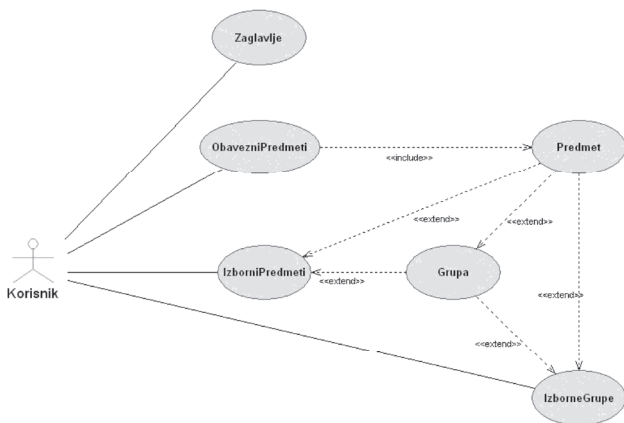 Zaglavlje
ObavezniPredmeti
<<include>>
Predmet
<<extend>>
<<extend>>
Korisnik
IzborniPredmeti
<<extend>>
Grupa
<<extend>>
<<extend>>
IzborneGrupe